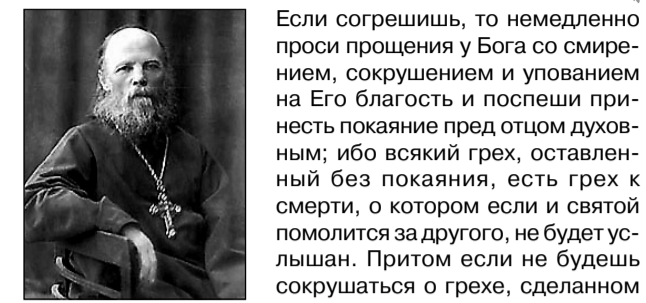 Если согрешишь, то немедленно
проси прощения у Бога со смире-
нием, сокрушением и упованием
на Его благость и поспеши при-
несть покаяние пред отцом духов-
ным; ибо всякий грех, оставлен-
ный без покаяния, есть грех к
смерти, о котором если и святой
помолится за другого, не будет ус-
лышан. Притом если не будешь
сокрушаться о грехе, сделанном